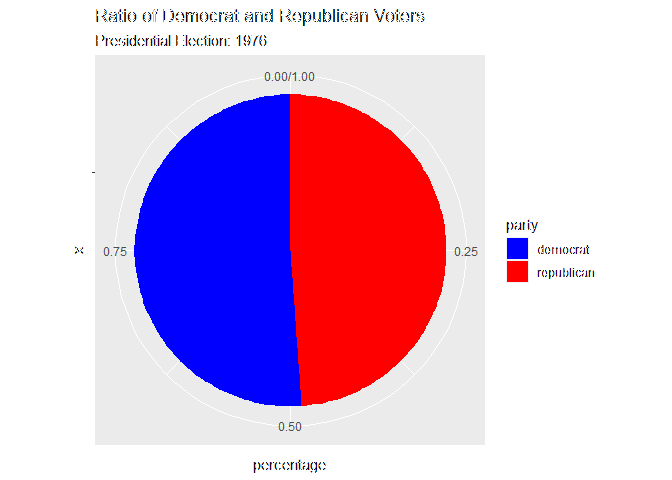 Ratio of Democrat and Republican Voters
Presidential Election: 1976
0.00/1.00
x
0.75
0.25
0.50
percentage
party
democrat
republican